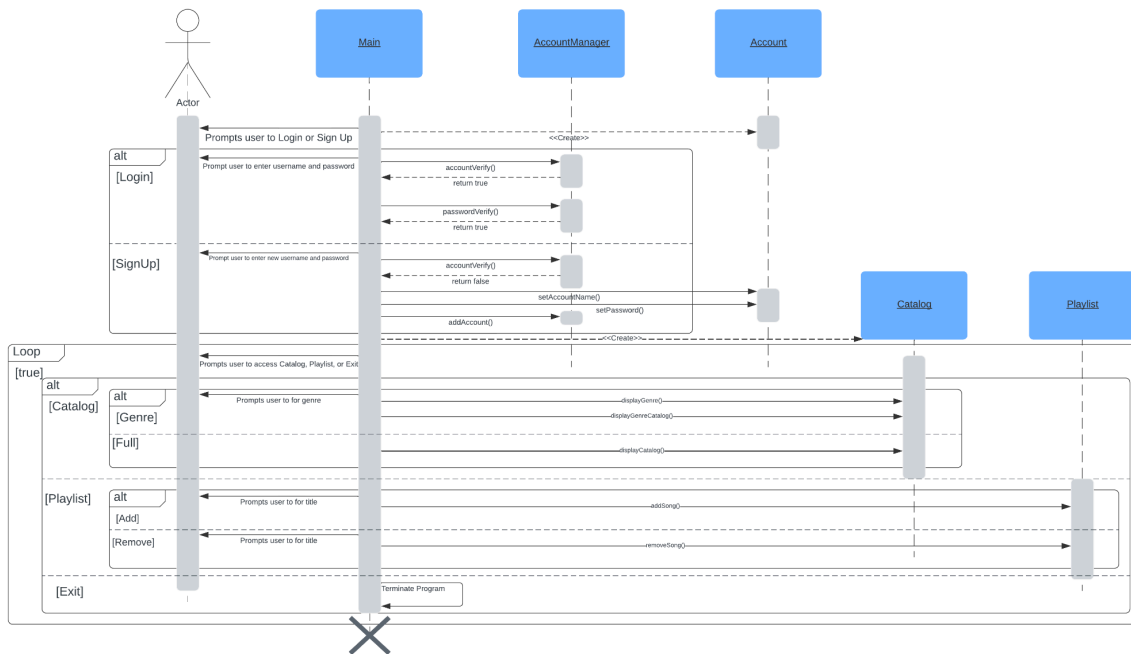 Main
AccountManager
Account
Actor
Prompts user to Login or Sign Up
<<Create>>
alt
[Login]
Prompt user to enter username and password
accountVerify()
return true
passwordVerify()
return true
[SignUp]
Prompt user to enter new username and password
accountVerify()
return false
setAccountName()
setPassword()
addAccount()
Catalog
Playlist
<<Create>>
Loop
[true]
Prompts user to access Catalog, Playlist, or Exit
alt
[Catalog]
alt
[Genre]
Prompts user to for genre
displayGenre()
displayGenreCatalog()
[Full]
displayCatalog()
[Playlist]
alt
[Add]
Prompts user to for title
addSong()
[Remove]
Prompts user to for title
removeSong()
[Exit]
Terminate Program